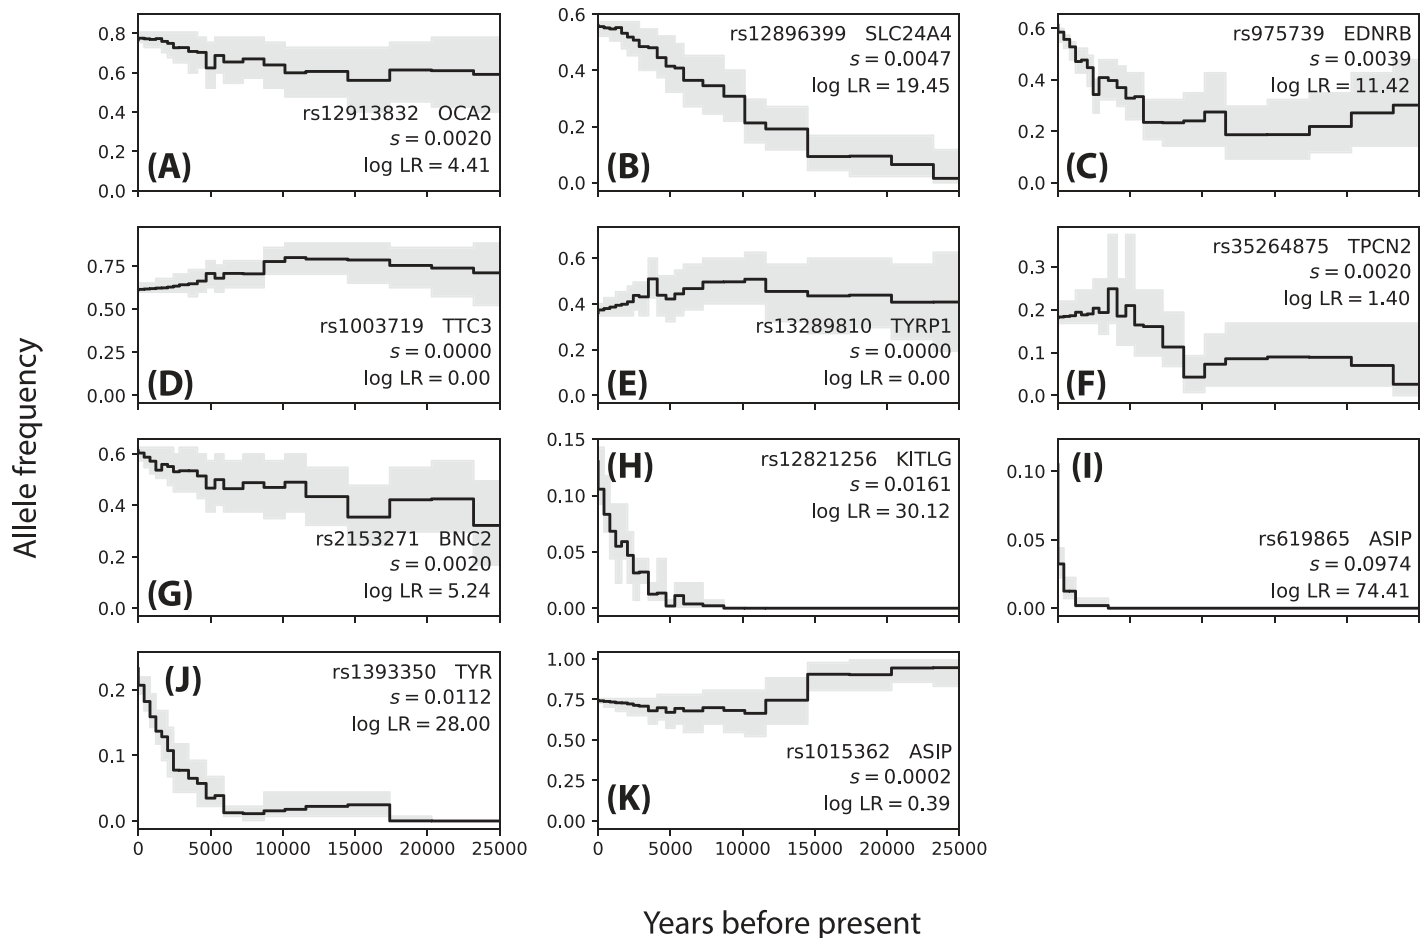 Allele frequency
0.8
0.6
0.4
0.2
0.0
rs12913832 OCA2
s = 0.0020
log LR = 4.41
(A)
0.6
0.4
0.2
0.0
rs12896399 SLC24A4
s = 0.0047
log LR = 19.45
(B)
0.6
0.4
0.2
0.0
rs975739 EDNRB
s = 0.0039
log LR = 11.42
(C)
0.75
0.50
0.25
0.00
rs1003719 TTC3
s = 0.0000
log LR = 0.00
(D)
0.6
0.4
0.2
0.0
rs13289810 TYRP1
s = 0.0000
log LR = 0.00
(E)
0.3
0.2
0.1
0.0
rs35264875 TPCN2
s = 0.0020
log LR = 1.40
(F)
0.6
0.4
0.2
0.0
rs2153271 BNC2
s = 0.0020
log LR = 5.24
(G)
0.15
0.10
0.05
0.00
(H)
rs12821256 KITLG
s = 0.0161
log LR = 30.12
0.10
0.05
0.00
(I)
rs619865 ASIP
s = 0.0974
log LR = 74.41
0.2
0.1
0.0
(J)
rs1393350 TYR
s = 0.0112
log LR = 28.00
0 5000 10000 15000 20000 25000
1.00
0.75
0.50
0.25
0.00
rs1015362 ASIP
s = 0.0002
log LR = 0.39
(K)
0 5000 10000 15000 20000 25000
Years before present